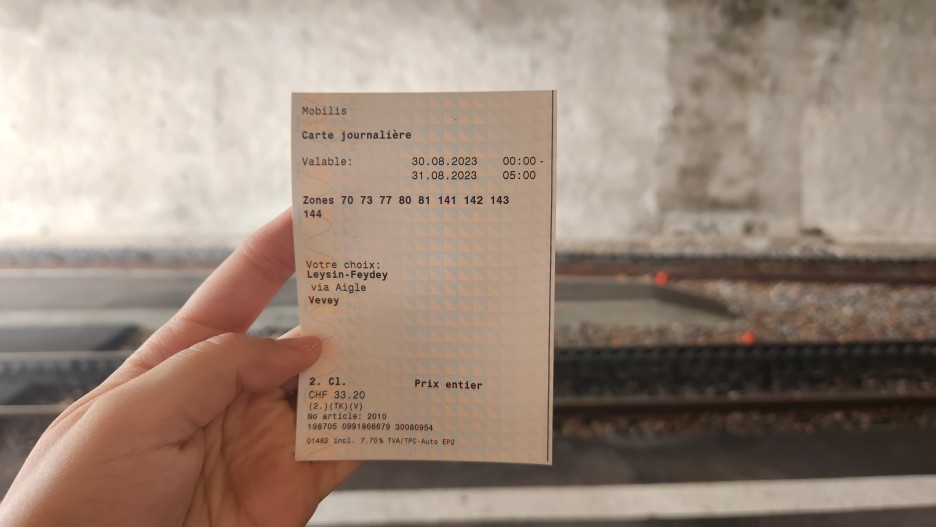 Mobilis
Carte journalière
Valable: 30.08.2023 00:00 -
31.08.2023 05:00
Zones 70 73 77 80 81 141 142 143
144
Votre choix:
Leysin-Feydey
via Aigle
Vevey
2. Cl. Prix entier
CHF 33.20
(2.)(TK)(V)
No article: 2010
198705 0991866679 30080954
01482 incl. 7.70% TVA/TPC-Auto EP2